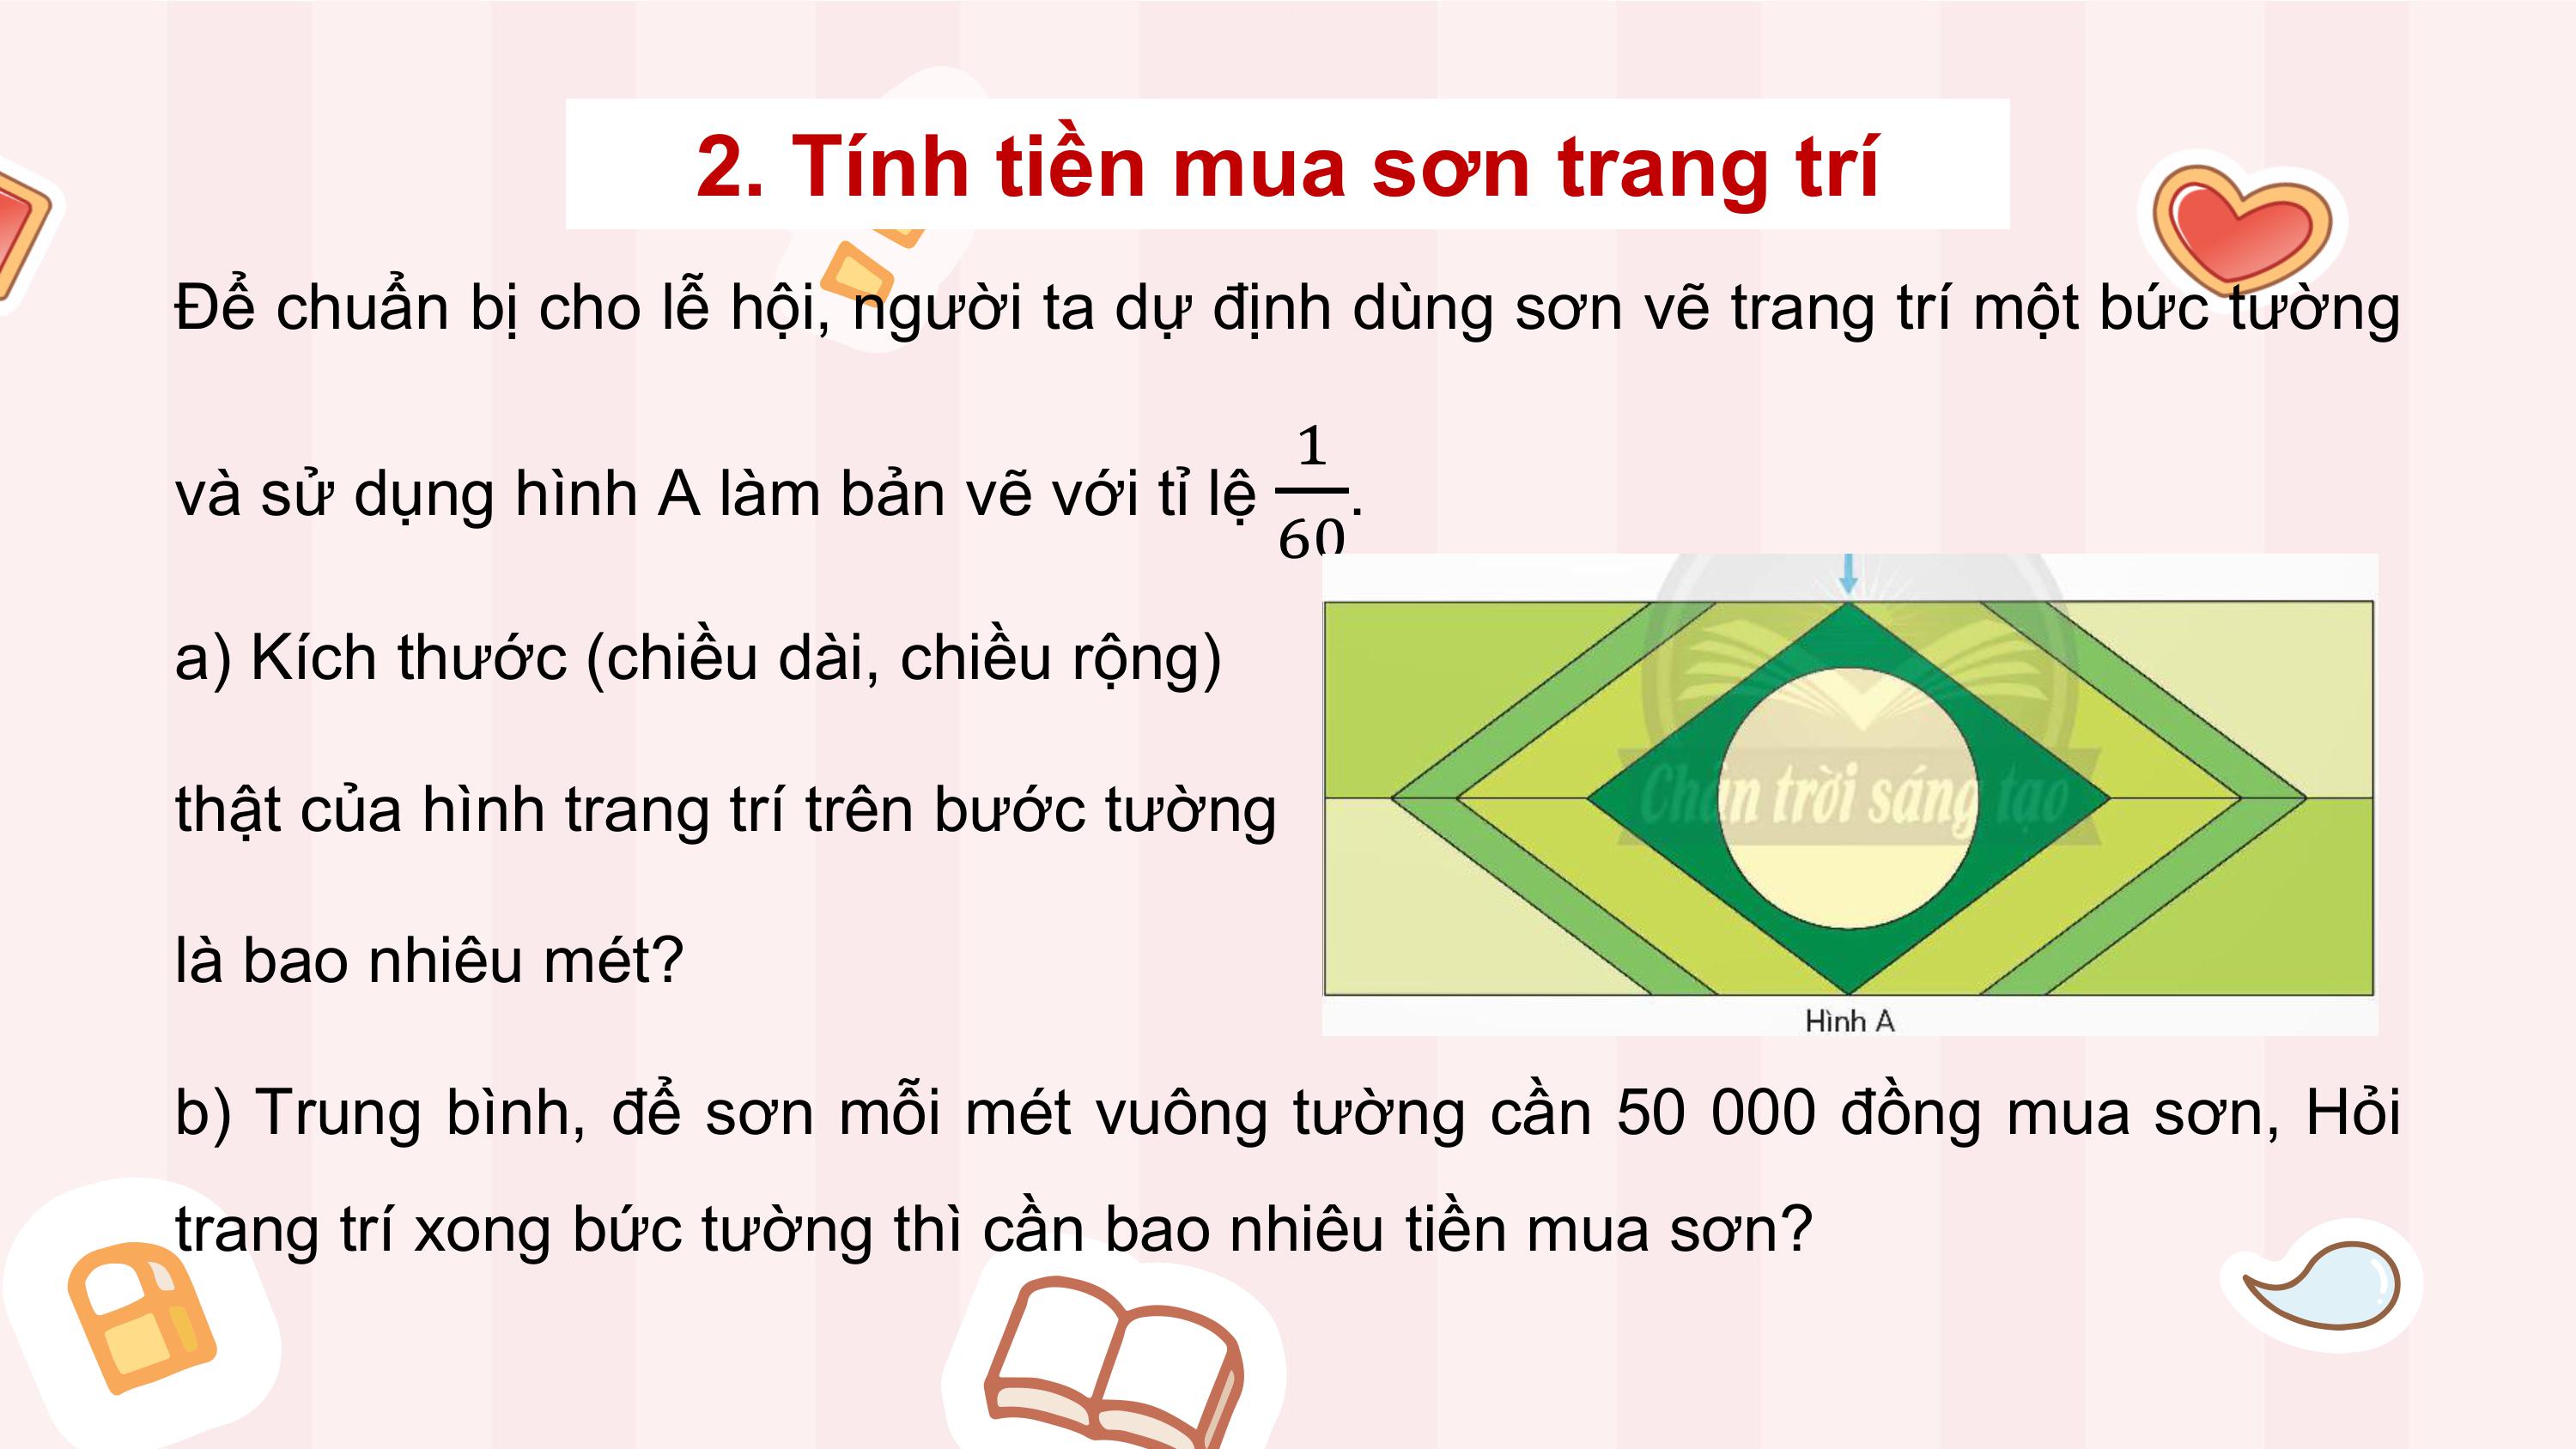 2. Tính tiền mua sơn trang trí
Để chuẩn bị cho lễ hội, người ta dự định dùng sơn vẽ trang trí một bức tường
và sử dụng hình A làm bản vẽ với tỉ lệ 1/60.
a) Kích thước (chiều dài, chiều rộng)
thật của hình trang trí trên bước tường
là bao nhiêu mét?
Chân trời sáng tạo
Hình A
b) Trung bình, để sơn mỗi mét vuông tường cần 50 000 đồng mua sơn, Hỏi
trang trí xong bức tường thì cần bao nhiêu tiền mua sơn?